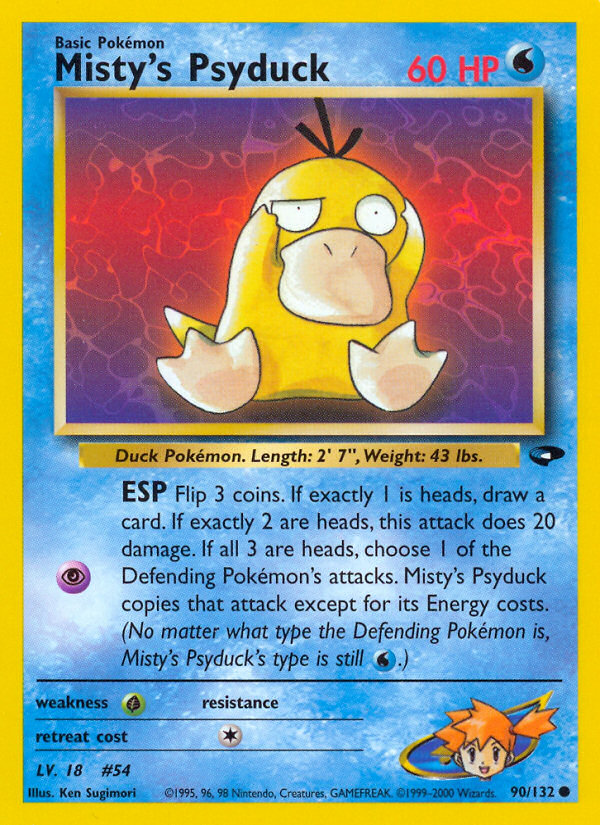 Basic Pokémon
Misty's Psyduck 60 HP
Duck Pokémon. Length: 2' 7", Weight: 43 lbs.
ESP Flip 3 coins. If exactly 1 is heads, draw a
card. If exactly 2 are heads, this attack does 20
damage. If all 3 are heads, choose 1 of the
Defending Pokémon's attacks. Misty's Psyduck
copies that attack except for its Energy costs.
(No matter what type the Defending Pokémon is,
Misty's Psyduck's type is still .)
weakness resistance
retreat cost
LV. 18 #54
Illus. Ken Sugimori ©1995, 96, 98 Nintendo, Creatures, GAMEFREAK. ©1999-2000 Wizards. 90/132